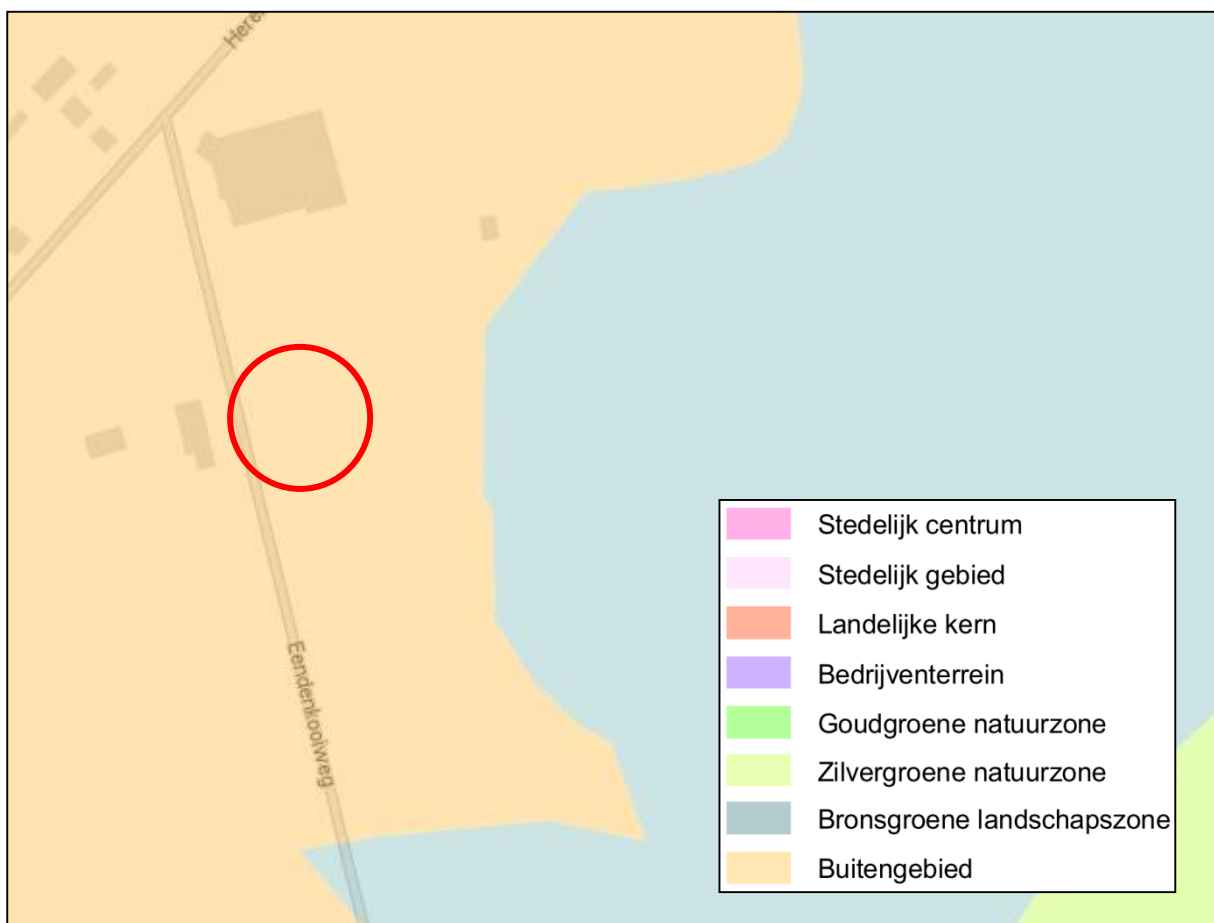 Eendenkooiweg
Stedelijk centrum
Stedelijk gebied
Landelijke kern
Bedrijventerrein
Goudgroene natuurzone
Zilvergroene natuurzone
Bronsgroene landschapszone
Buitengebied